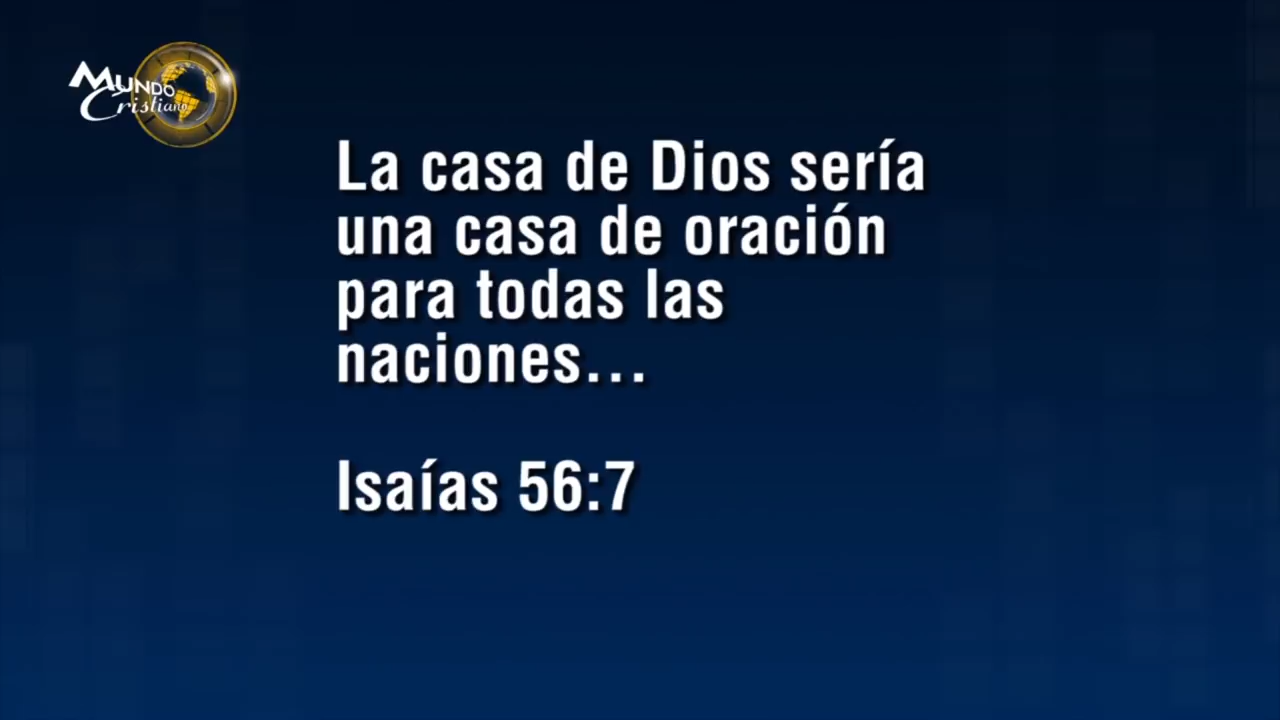 MUNDO
Cristiano
La casa de Dios sería
una casa de oración
para todas las
naciones...
Isaías 56:7